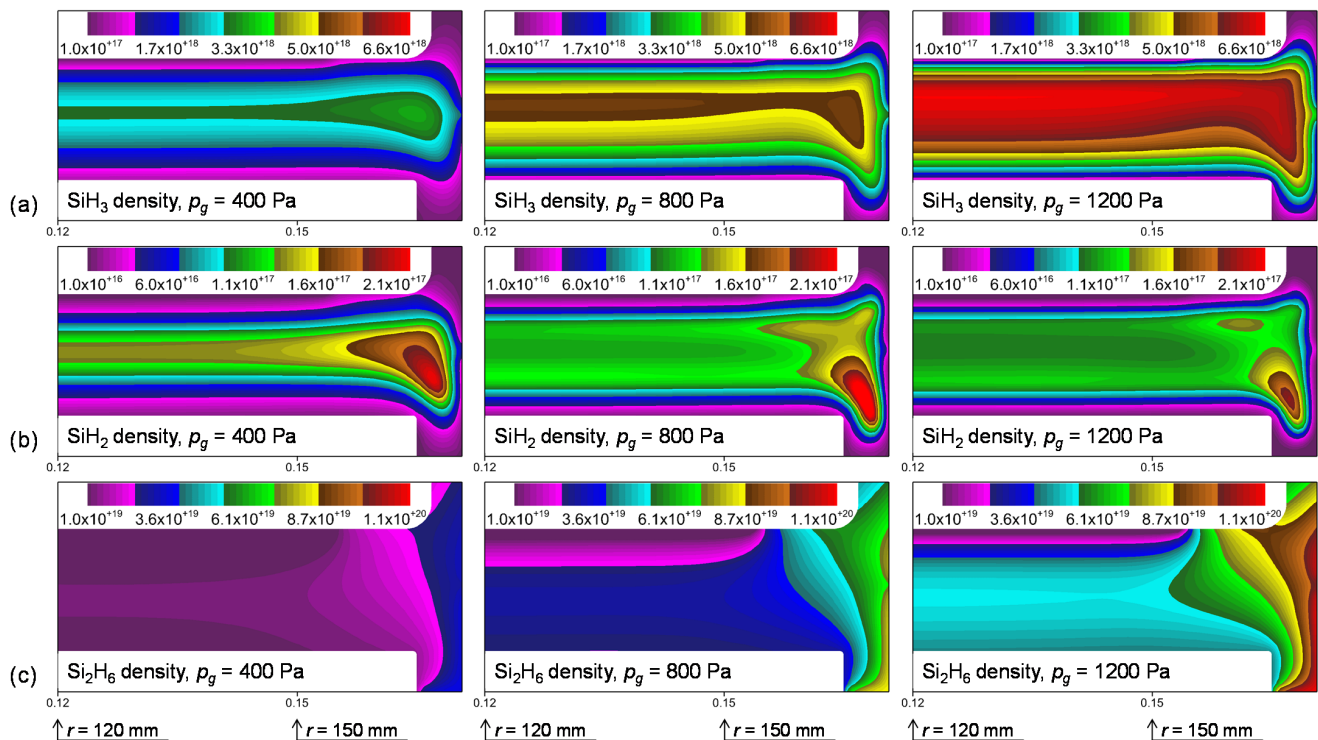 1.0x10+17 1.7x10+18 3.3x10+18 5.0x10+18 6.6x10+18
1.0x10+17 1.7x10+18 3.3x10+18 5.0x10+18 6.6x10+18
1.0x10+17 1.7x10+18 3.3x10+18 5.0x10+18 6.6x10+18
(a)
SiH3 density, pg = 400 Pa
SiH3 density, pg = 800 Pa
SiH3 density, pg = 1200 Pa
0.12 0.15
0.12 0.15
0.12 0.15
1.0x10+16 6.0x10+16 1.1x10+17 1.6x10+17 2.1x10+17
1.0x10+16 6.0x10+16 1.1x10+17 1.6x10+17 2.1x10+17
1.0x10+16 6.0x10+16 1.1x10+17 1.6x10+17 2.1x10+17
(b)
SiH2 density, pg = 400 Pa
SiH2 density, pg = 800 Pa
SiH2 density, pg = 1200 Pa
0.12 0.15
0.12 0.15
0.12 0.15
1.0x10+19 3.6x10+19 6.1x10+19 8.7x10+19 1.1x10+20
1.0x10+19 3.6x10+19 6.1x10+19 8.7x10+19 1.1x10+20
1.0x10+19 3.6x10+19 6.1x10+19 8.7x10+19 1.1x10+20
(c)
Si2H6 density, pg = 400 Pa
Si2H6 density, pg = 800 Pa
Si2H6 density, pg = 1200 Pa
0.12 0.15
0.12 0.15
0.12 0.15
r = 120 mm r = 150 mm
r = 120 mm r = 150 mm
r = 120 mm r = 150 mm